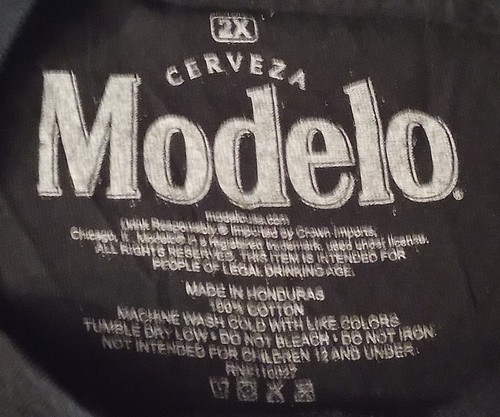 2X
CERVEZA
Modelo
modelousa.com
Drink Responsibly is imported by Crown Imports,
Chicago, Modelo is a registered trademark, used under license.
ALL RIGHTS RESERVED. THIS ITEM IS INTENDED FOR
PEOPLE OF LEGAL DRINKING AGE.
MADE IN HONDURAS
100% COTTON
MACHINE WASH COLD WITH LIKE COLORS
TUMBLE DRY LOW • DO NOT BLEACH • DO NOT IRON
NOT INTENDED FOR CHILDREN 12 AND UNDER.